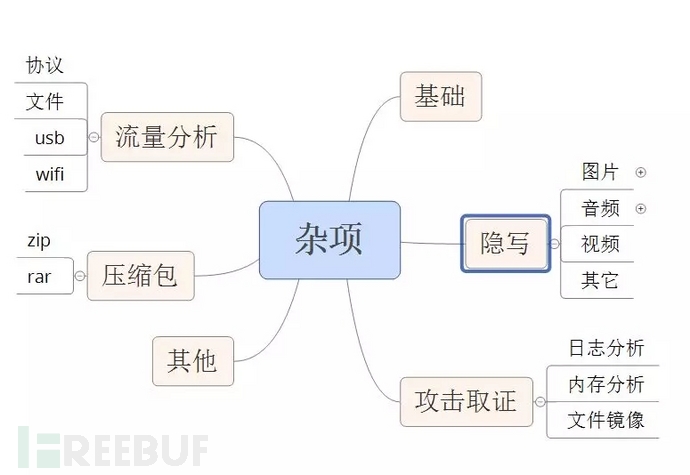 杂项
基础
隐写
图片
音频
视频
其它
攻击取证
日志分析
内存分析
文件镜像
流量分析
协议
文件
usb
wifi
压缩包
zip
rar
其他
FREEBUF